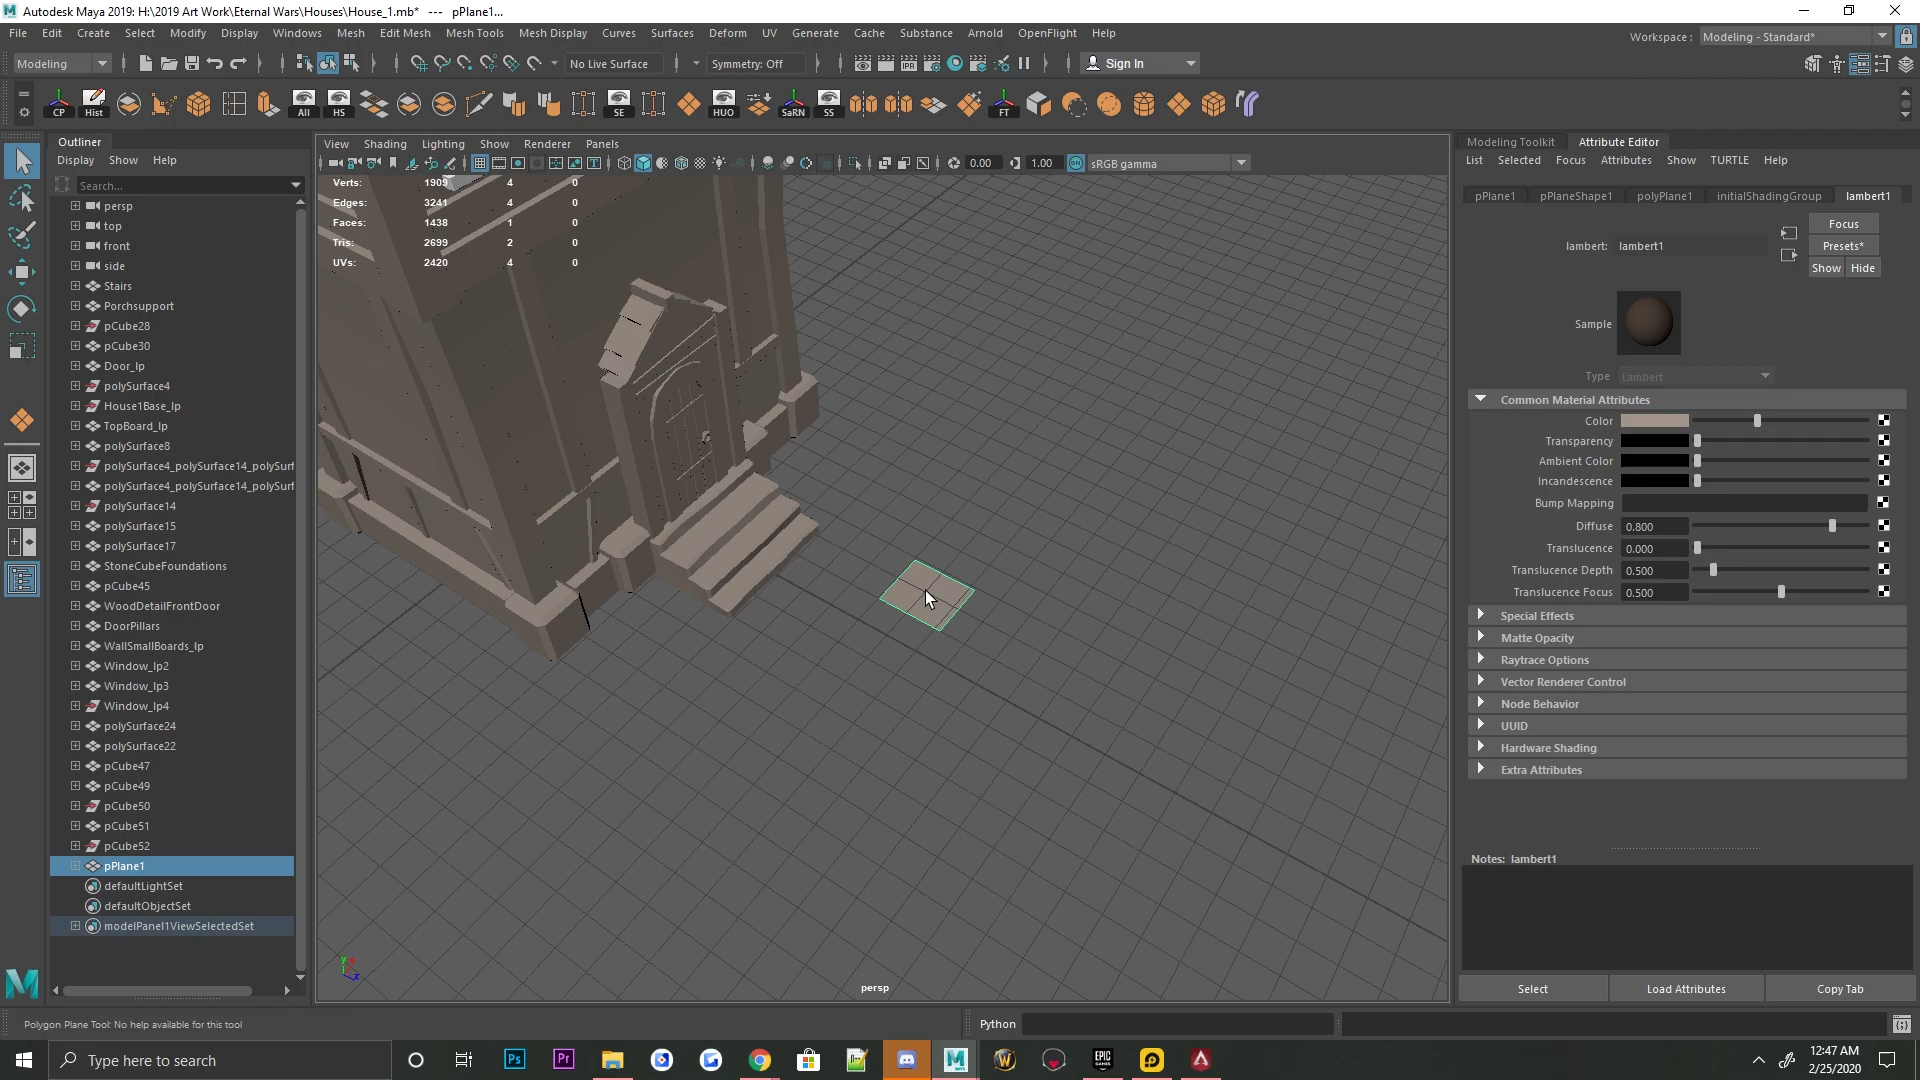 Autodesk Maya 2019: H:\2019 Art Work\Eternal Wars\Houses\House_1.mb*   ---   pPlane1...
File Edit Create Select Modify Display Windows Mesh Edit Mesh Mesh Tools Mesh Display Curves Surfaces Deform UV Generate Cache Substance Arnold OpenFlight Help
Workspace : Modeling - Standard*
Modeling No Live Surface Symmetry: Off Sign In
CP Hist All HS SE HUO SaRN SS FT
Outliner
Display Show Help
Search...
persp
top
front
side
Stairs
Porchsupport
pCube28
pCube30
Door_lp
polySurface4
House1Base_lp
TopBoard_lp
polySurface8
polySurface4_polySurface14_polySurf
polySurface4_polySurface14_polySurf
polySurface14
polySurface15
polySurface17
StoneCubeFoundations
pCube45
WoodDetailFrontDoor
DoorPillars
WallSmallBoards_lp
Window_lp2
Window_lp3
Window_lp4
polySurface24
polySurface22
pCube47
pCube49
pCube50
pCube51
pCube52
pPlane1
defaultLightSet
defaultObjectSet
modelPanel1ViewSelectedSet
View Shading Lighting Show Renderer Panels
0.00 1.00 ON sRGB gamma
Verts: 1909 4 0
Edges: 3241 4 0
Faces: 1438 1 0
Tris: 2699 2 0
UVs: 2420 4 0
y x z
persp
Modeling Toolkit Attribute Editor
List Selected Focus Attributes Show TURTLE Help
pPlane1 pPlaneShape1 polyPlane1 initialShadingGroup lambert1
Focus
lambert: lambert1 Presets*
Show Hide
Sample
Type Lambert
Common Material Attributes
Color
Transparency
Ambient Color
Incandescence
Bump Mapping
Diffuse 0.800
Translucence 0.000
Translucence Depth 0.500
Translucence Focus 0.500
Special Effects
Matte Opacity
Raytrace Options
Vector Renderer Control
Node Behavior
UUID
Hardware Shading
Extra Attributes
Notes: lambert1
Select Load Attributes Copy Tab
Polygon Plane Tool: No help available for this tool
Python
Type here to search
Ps Pr EPIC GAMES
12:47 AM
2/25/2020